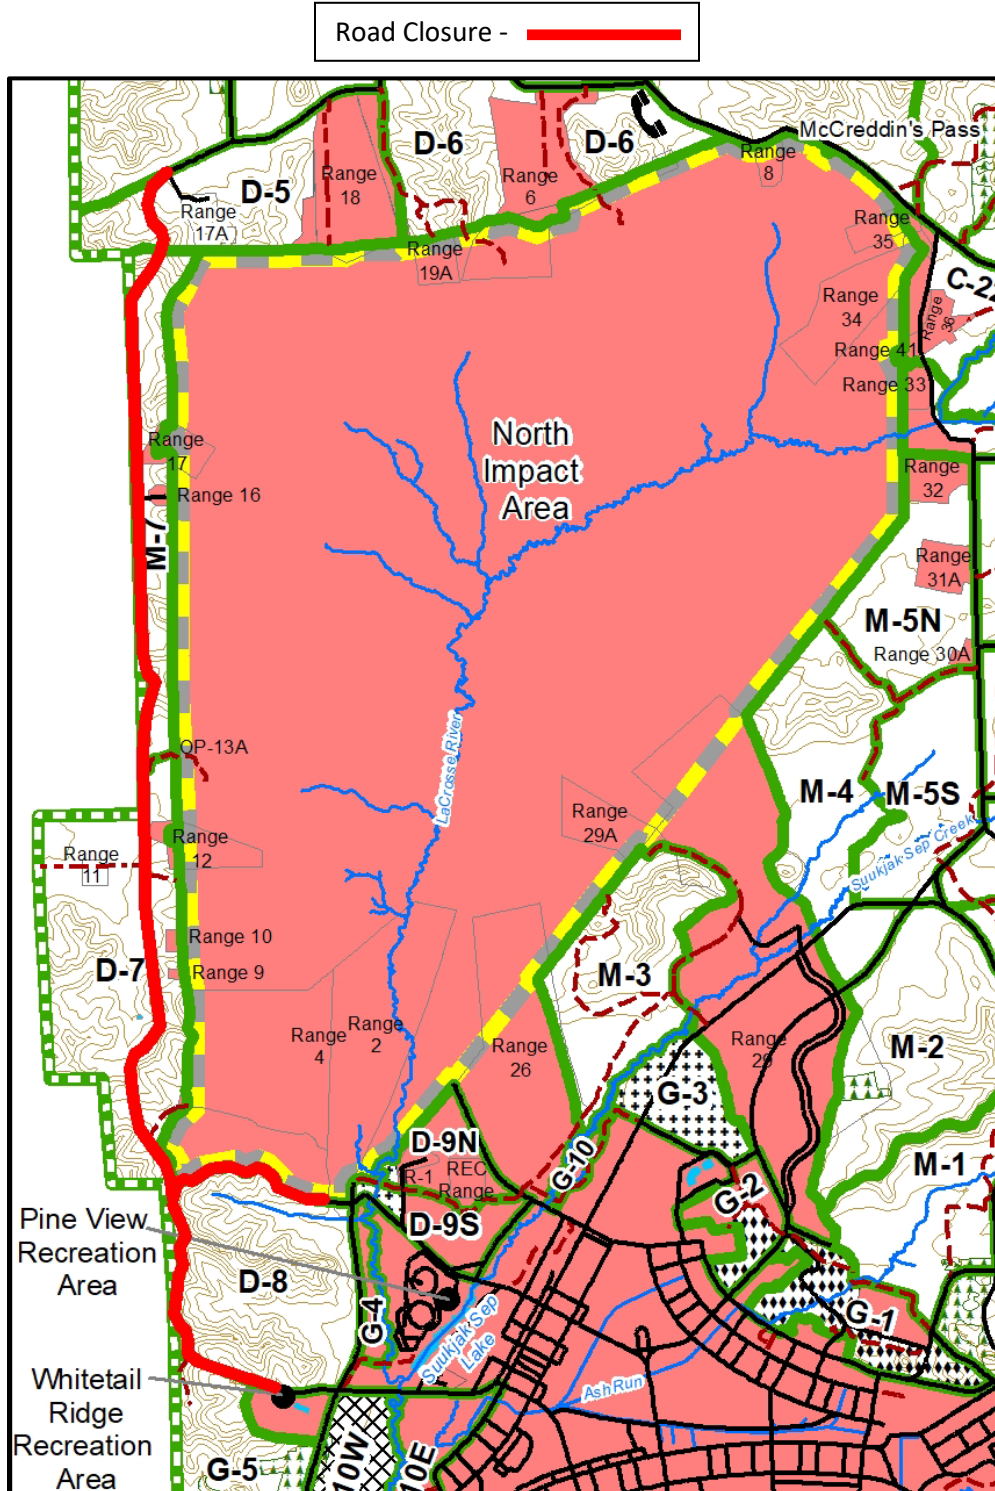 Road Closure -
McCreddin's Pass
D-6
D-6
Range
8
Range
18
Range
6
D-5
Range
17A
Range
35
Range
19A
C-22
Range
34
Range
36
Range 41
Range 33
North
Impact
Area
Range
17
Range
32
Range 16
M-7
Range
31A
M-5N
Range 30A
OP-13A
LaCrosse River
M-4
M-5S
Range
29A
Range
12
Range
11
Suukjak Sep Creek
Range 10
D-7
Range 9
M-3
Range
4
Range
2
Range
26
Range
29
M-2
G-3
D-9N
G-10
M-1
R-1
REC
Range
G-2
Pine View
Recreation
Area
D-9S
D-8
G-4
Suukjak Sep
Lake
G-1
Whitetail
Ridge
Recreation
Area
Ash Run
G-5
10W
10E